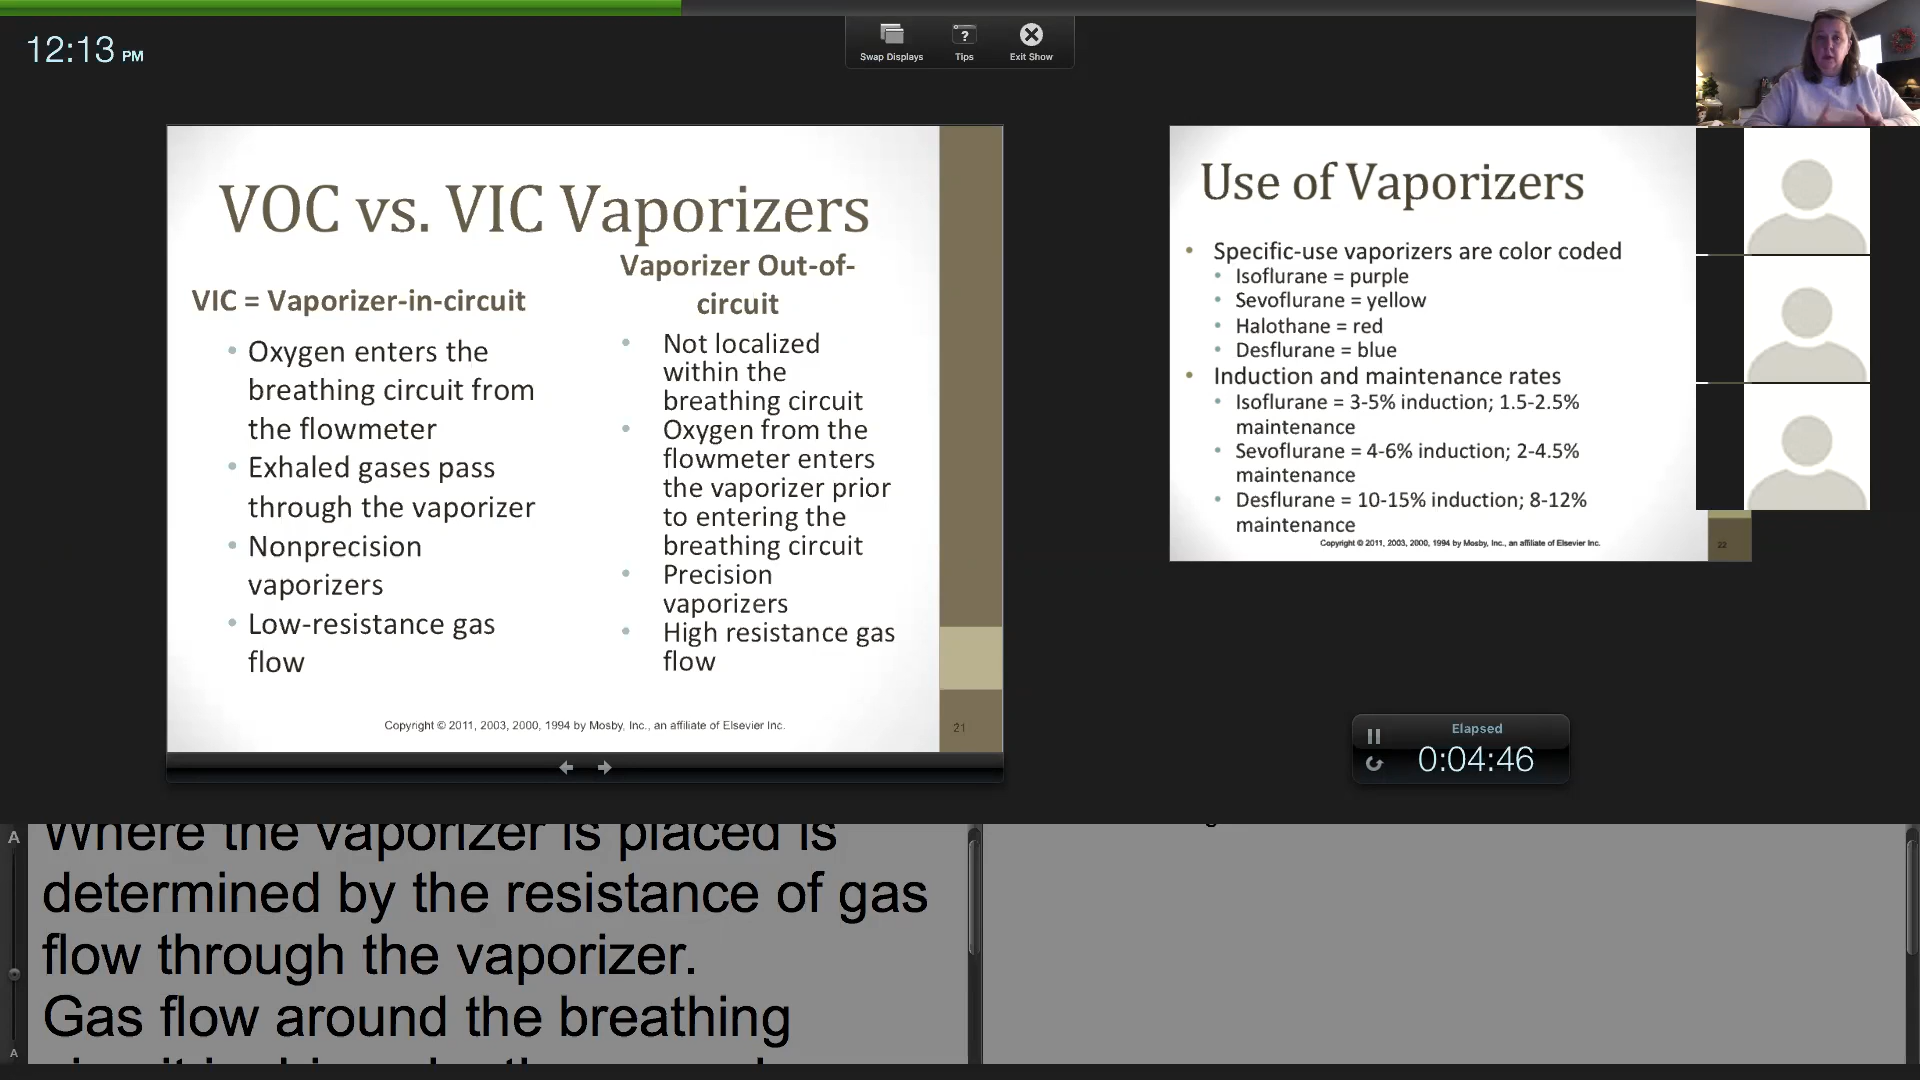 12:13 PM
Swap Displays
Tips
Exit Show
VOC vs. VIC Vaporizers
VIC = Vaporizer-in-circuit
• Oxygen enters the
breathing circuit from
the flowmeter
• Exhaled gases pass
through the vaporizer
• Nonprecision
vaporizers
• Low-resistance gas
flow
Vaporizer Out-of-
circuit
• Not localized
within the
breathing circuit
• Oxygen from the
flowmeter enters
the vaporizer prior
to entering the
breathing circuit
• Precision
vaporizers
• High resistance gas
flow
Copyright © 2011, 2003, 2000, 1994 by Mosby, Inc., an affiliate of Elsevier Inc.
21
Use of Vaporizers
• Specific-use vaporizers are color coded
• Isoflurane = purple
• Sevoflurane = yellow
• Halothane = red
• Desflurane = blue
• Induction and maintenance rates
• Isoflurane = 3-5% induction; 1.5-2.5%
maintenance
• Sevoflurane = 4-6% induction; 2-4.5%
maintenance
• Desflurane = 10-15% induction; 8-12%
maintenance
Copyright © 2011, 2003, 2000, 1994 by Mosby, Inc., an affiliate of Elsevier Inc.
22
Elapsed
0:04:46
A
Where the vaporizer is placed is
determined by the resistance of gas
flow through the vaporizer.
Gas flow around the breathing
A